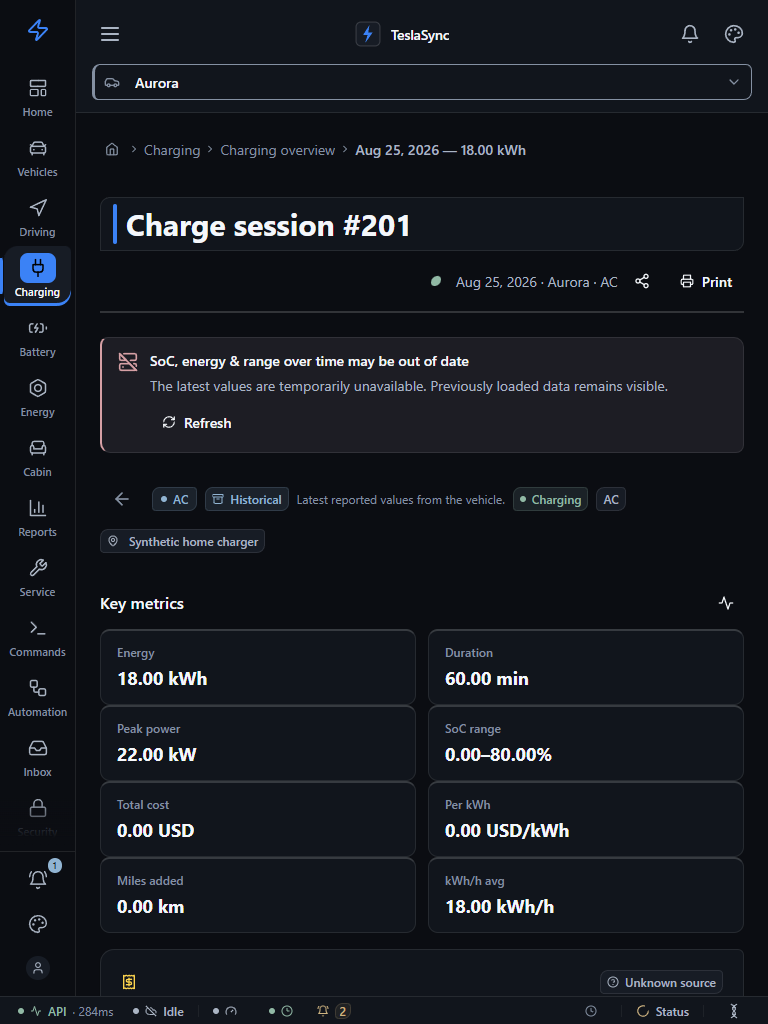 TeslaSync
Aurora
Home
Vehicles
Driving
Charging
Battery
Energy
Cabin
Reports
Service
Commands
Automation
Inbox
Security
1
Charging
Charging overview
Aug 25, 2026 — 18.00 kWh
Charge session #201
Aug 25, 2026 · Aurora · AC
Print
SoC, energy & range over time may be out of date
The latest values are temporarily unavailable. Previously loaded data remains visible.
Refresh
AC
Historical
Latest reported values from the vehicle.
Charging
AC
Synthetic home charger
Key metrics
Energy
18.00 kWh
Duration
60.00 min
Peak power
22.00 kW
SoC range
0.00–80.00%
Total cost
0.00 USD
Per kWh
0.00 USD/kWh
Miles added
0.00 km
kWh/h avg
18.00 kWh/h
Unknown source
API · 284ms
Idle
2
Status